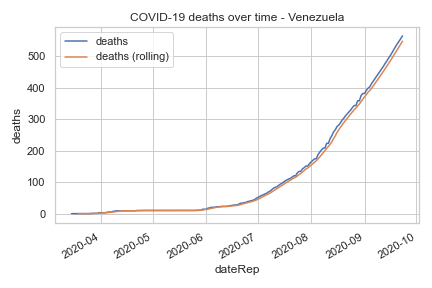 COVID-19 deaths over time - Venezuela
deaths
deaths (rolling)
500
400
300
200
100
0
deaths
2020-04
2020-05
2020-06
2020-07
2020-08
2020-09
2020-10
dateRep